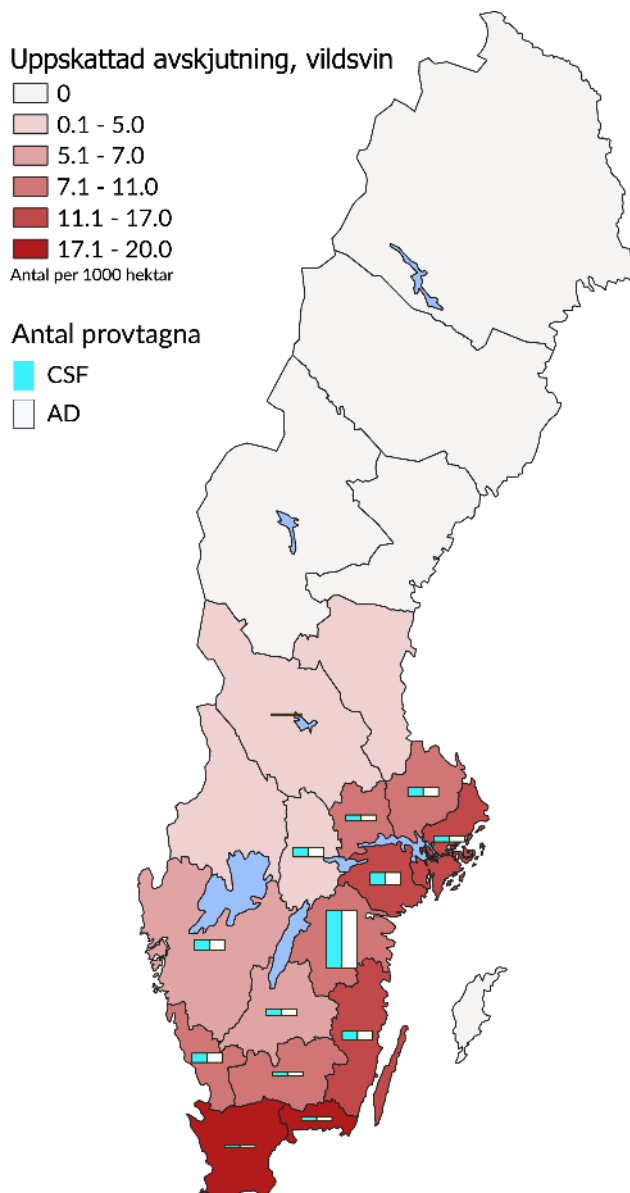 Uppskattad avskjutning, vildsvin
0
0.1 - 5.0
5.1 - 7.0
7.1 - 11.0
11.1 - 17.0
17.1 - 20.0
Antal per 1000 hektar
Antal provtagna
CSF
AD